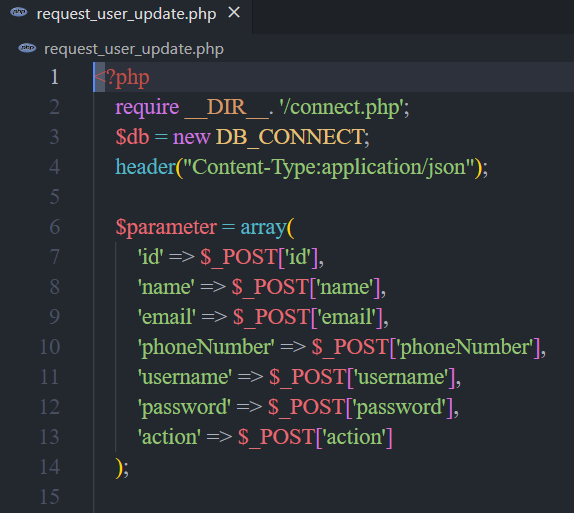 php request_user_update.php ×
php request_user_update.php
1 <?php
2 require __DIR__. '/connect.php';
3 $db = new DB_CONNECT;
4 header("Content-Type:application/json");
5
6 $parameter = array(
7 'id' => $_POST['id'],
8 'name' => $_POST['name'],
9 'email' => $_POST['email'],
10 'phoneNumber' => $_POST['phoneNumber'],
11 'username' => $_POST['username'],
12 'password' => $_POST['password'],
13 'action' => $_POST['action']
14 );
15